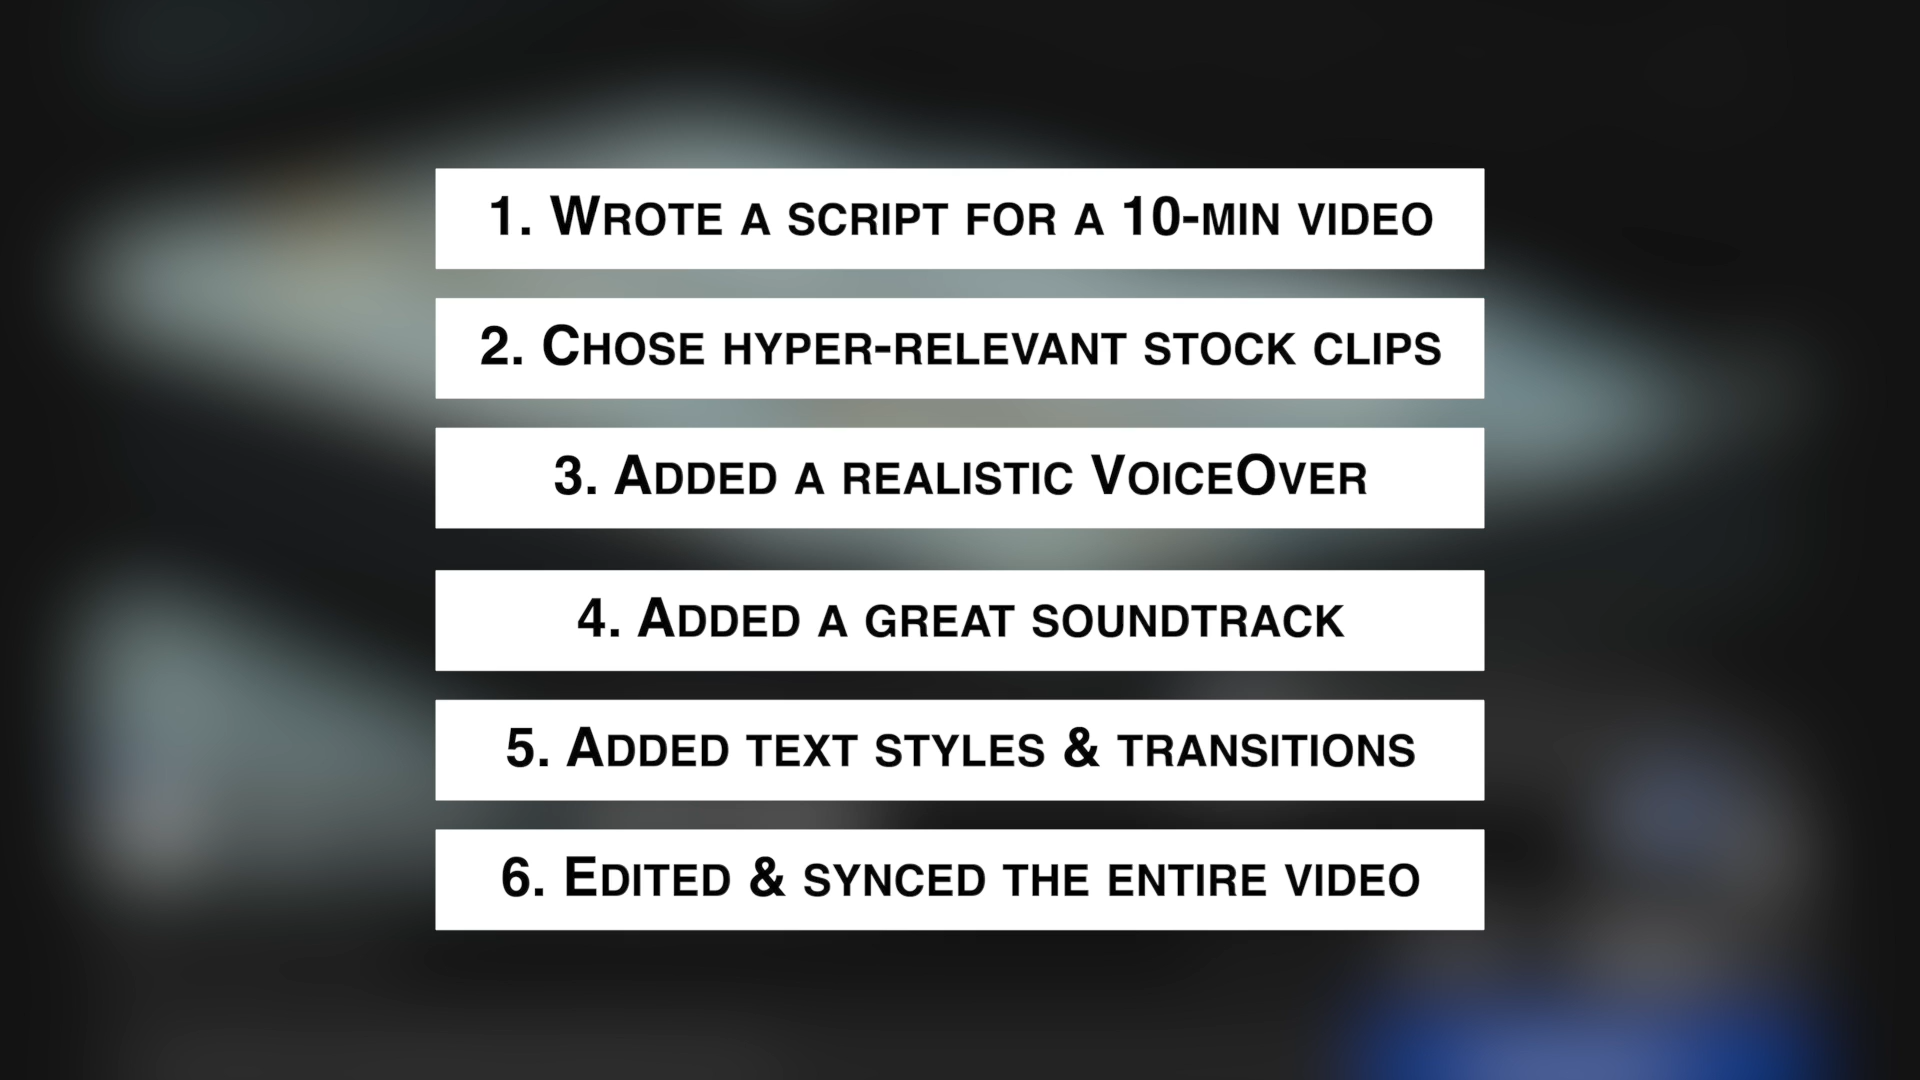 1. Wrote a script for a 10-min video
2. Chose hyper-relevant stock clips
3. Added a realistic VoiceOver
4. Added a great soundtrack
5. Added text styles & transitions
6. Edited & synced the entire video